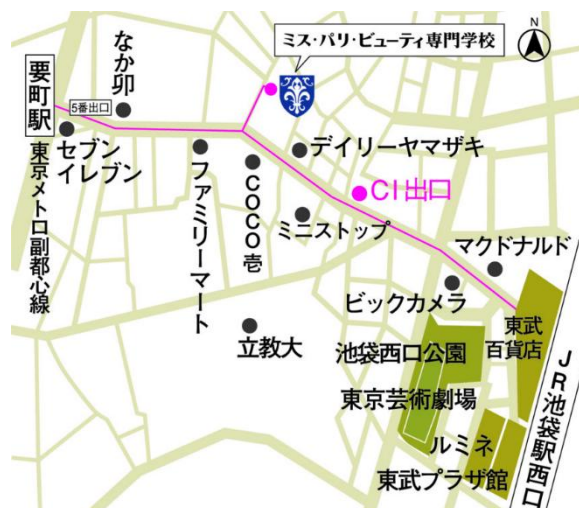 ミス・パリ・ビューティ専門学校
N
なか卯
要町駅
5番出口
セブン
イレブン
東京メトロ副都心線
ファミリーマート
COCO壱
デイリーヤマザキ
CI出口
ミニストップ
マクドナルド
ビックカメラ
立教大
東武
百貨店
池袋西口公園
東京芸術劇場
ルミネ
東武プラザ館
JR池袋駅西口